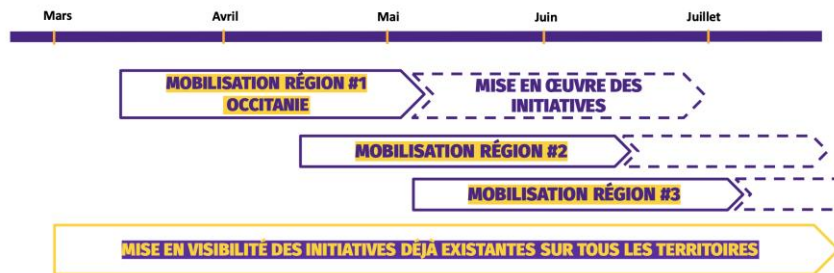 Mars Avril Mai Juin Juillet
MOBILISATION RÉGION #1
OCCITANIE
MISE EN ŒUVRE DES
INITIATIVES
MOBILISATION RÉGION #2
MOBILISATION RÉGION #3
MISE EN VISIBILITÉ DES INITIATIVES DÉJÀ EXISTANTES SUR TOUS LES TERRITOIRES